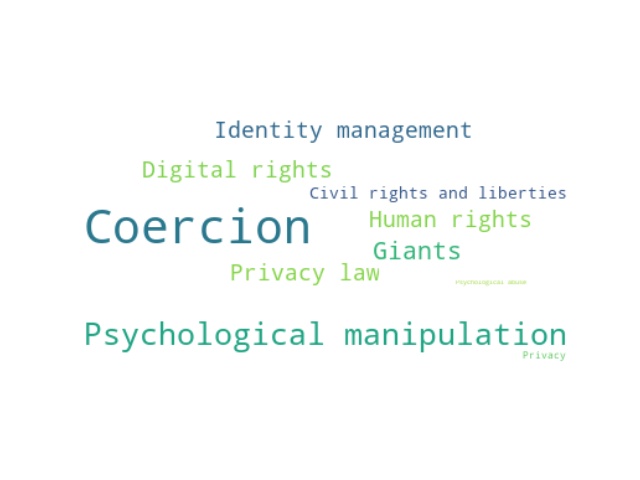 Identity management
Digital rights
Civil rights and liberties
Coercion
Human rights
Giants
Privacy law
Psychological abuse
Psychological manipulation
Privacy